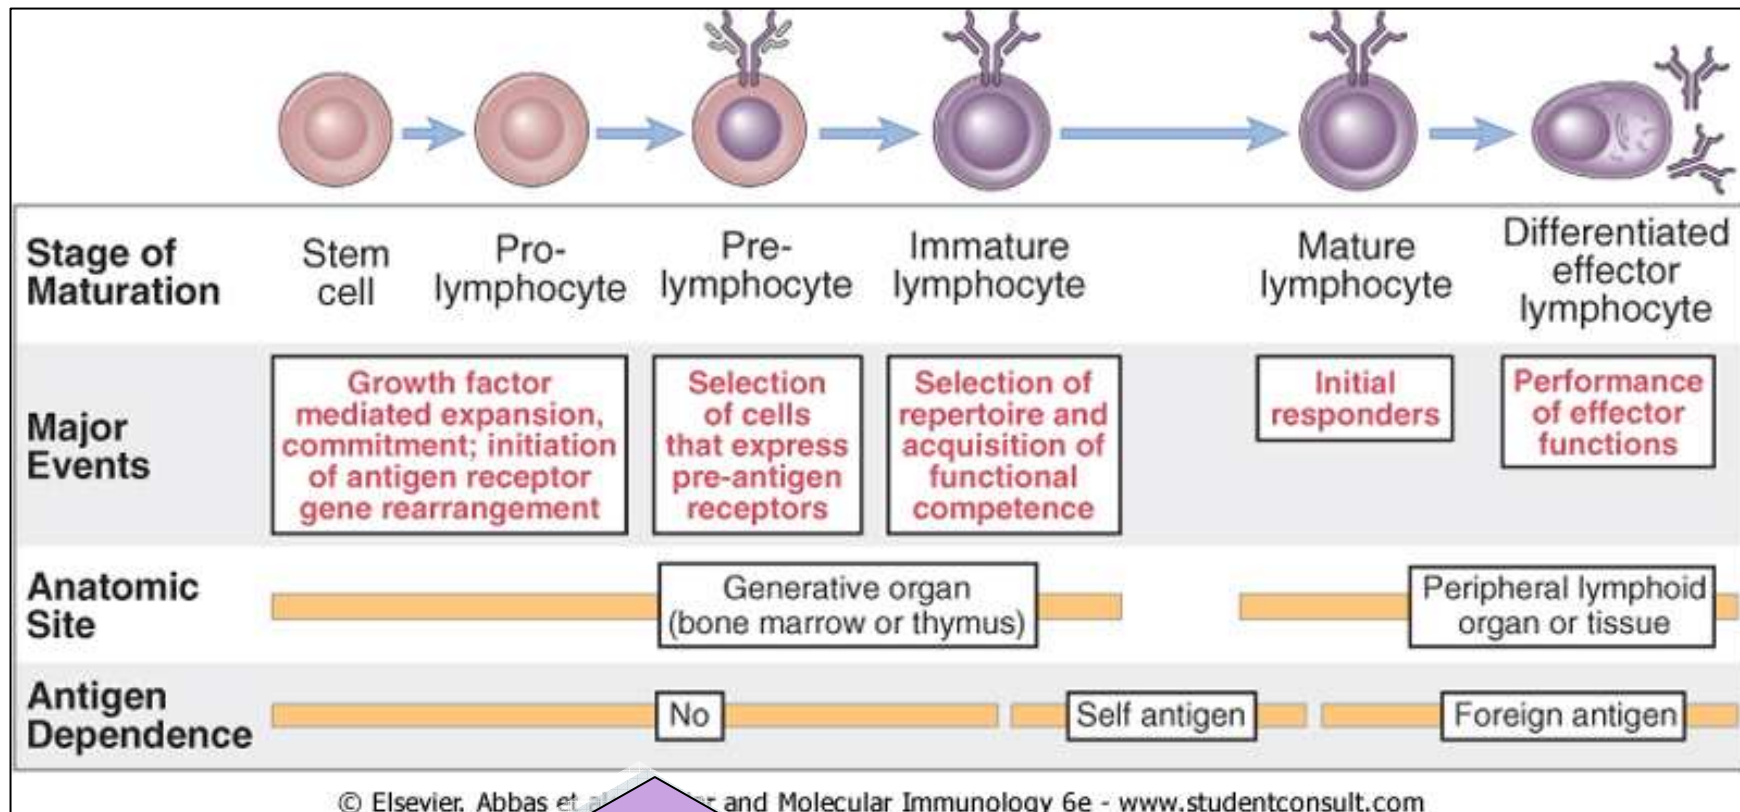 Stage of
Maturation
Stem
cell
Pro-
lymphocyte
Pre-
lymphocyte
Immature
lymphocyte
Mature
lymphocyte
Differentiated
effector
lymphocyte
Major
Events
Growth factor
mediated expansion,
commitment; initiation
of antigen receptor
gene rearrangement
Selection
of cells
that express
pre-antigen
receptors
Selection of
repertoire and
acquisition of
functional
competence
Initial
responders
Performance
of effector
functions
Anatomic
Site
Generative organ
(bone marrow or thymus)
Peripheral lymphoid
organ or tissue
Antigen
Dependence
No
Self antigen
Foreign antigen
© Elsevier. Abbas et and Molecular Immunology 6e - www.studentconsult.com